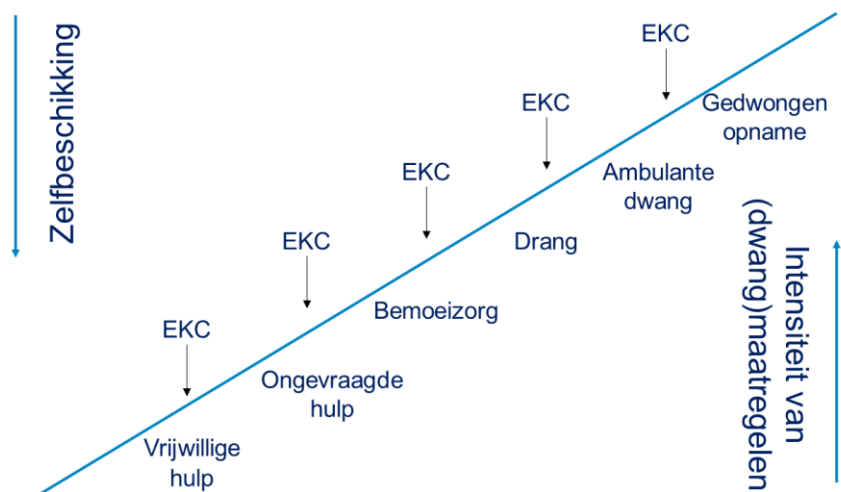 Zelfbeschikking
EKC
EKC
EKC
EKC
EKC
Gedwongen
opname
Ambulante
dwang
Drang
Bemoeizorg
Ongevraagde
hulp
Vrijwillige
hulp
Intensiteit van
(dwang)maatregelen